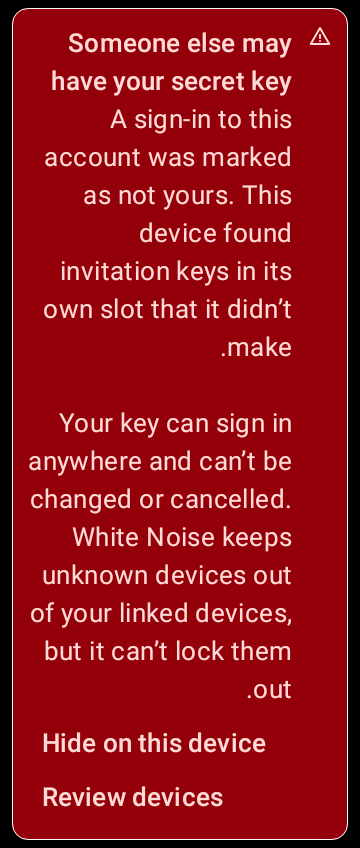 Someone else may
have your secret key
A sign-in to this
account was marked
as not yours. This
device found
invitation keys in its
own slot that it didn’t
.make
Your key can sign in
anywhere and can’t be
changed or cancelled.
White Noise keeps
unknown devices out
of your linked devices,
but it can’t lock them
.out
Hide on this device
Review devices